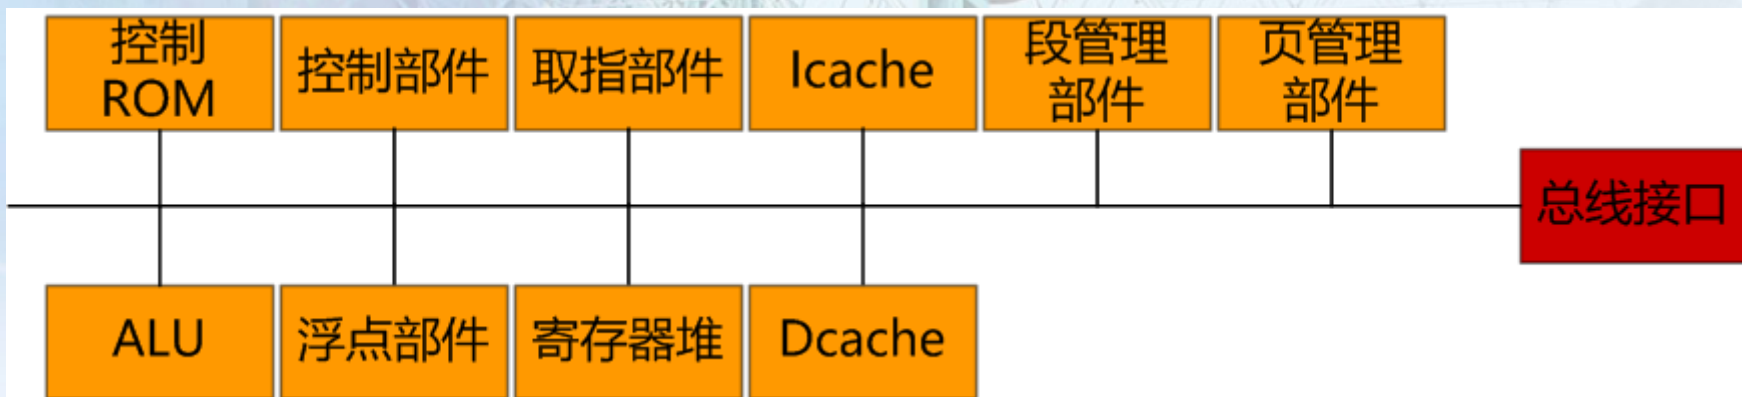 控制
ROM
控制部件
取指部件
Icache
段管理
部件
页管理
部件
总线接口
ALU
浮点部件
寄存器堆
Dcache